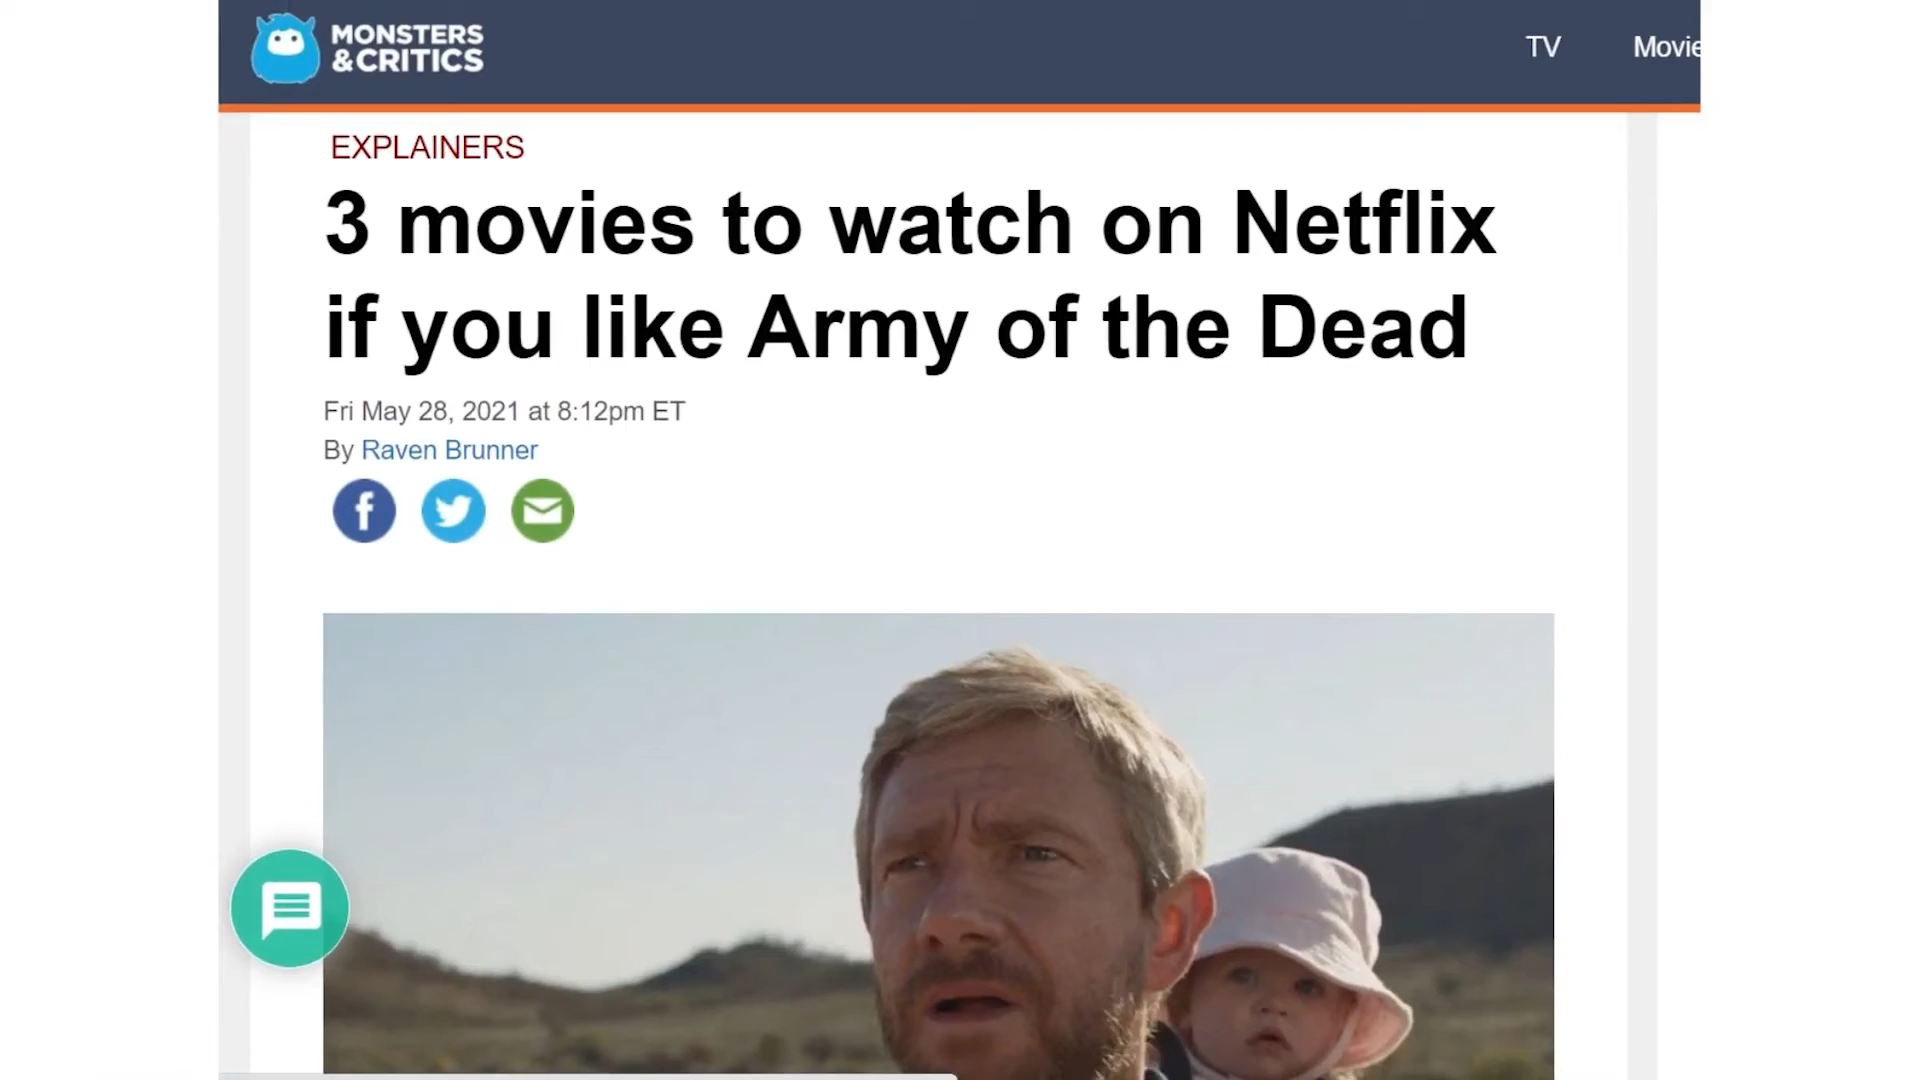 MONSTERS
&CRITICS
TV
Movie
EXPLAINERS
3 movies to watch on Netflix
if you like Army of the Dead
Fri May 28, 2021 at 8:12pm ET
By Raven Brunner